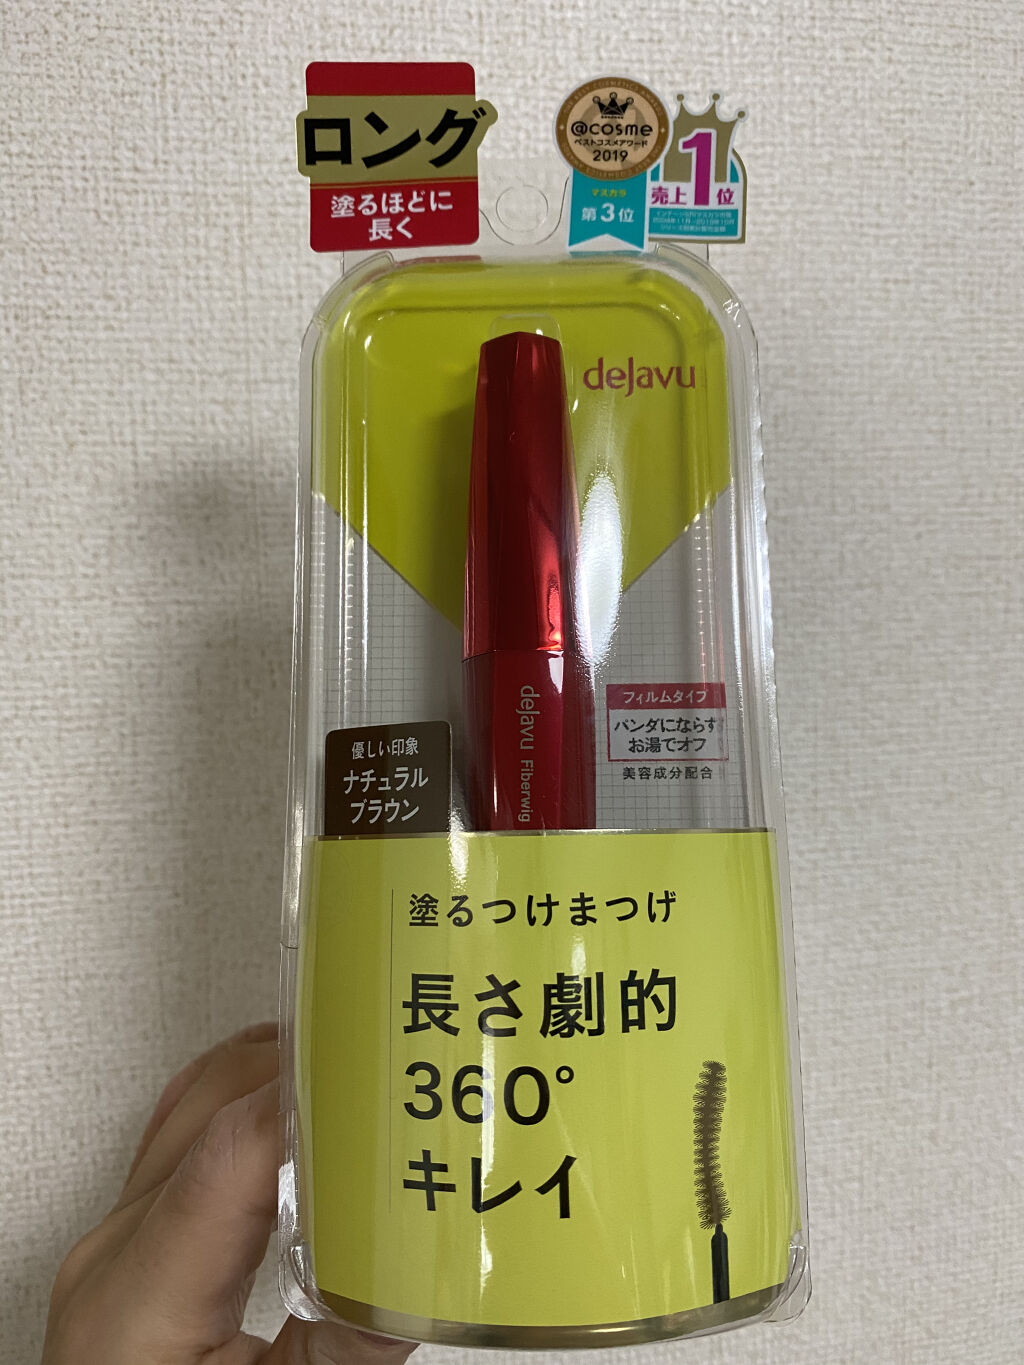 ロング
塗るほどに
長く
@cosme
ベストコスメアワード
2019
マスカラ
第3位
売上1位
dejavu
dejavu Fiberwig
フィルムタイプ
パンダにならず
お湯でオフ
美容成分配合
優しい印象
ナチュラル
ブラウン
塗るつけまつげ
長さ劇的
360°
キレイ